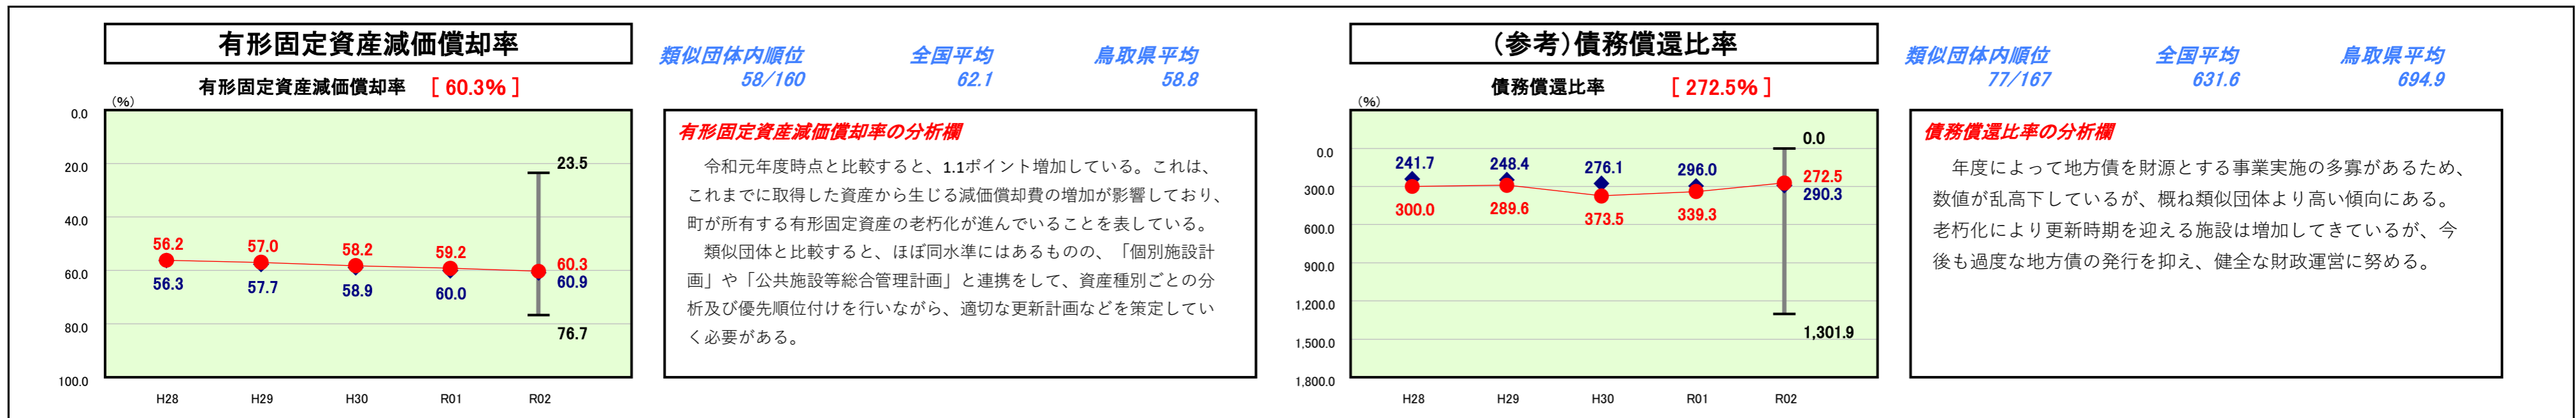 有形固定資産減価償却率
有形固定資産減価償却率 [ 60.3% ]
類似団体内順位 全国平均 鳥取県平均
58/160 62.1 58.8
(%)
0.0
20.0
40.0
60.0
80.0
100.0
23.5
56.2 57.0 58.2 59.2 60.3
56.3 57.7 58.9 60.0 60.9
76.7
H28 H29 H30 R01 R02
有形固定資産減価償却率の分析欄
令和元年度時点と比較すると、1.1ポイント増加している。これは、
これまでに取得した資産から生じる減価償却費の増加が影響しており、
町が所有する有形固定資産の老朽化が進んでいることを表している。
類似団体と比較すると、ほぼ同水準にはあるものの、「個別施設計
画」や「公共施設等総合管理計画」と連携をして、資産種別ごとの分
析及び優先順位付けを行いながら、適切な更新計画などを策定してい
く必要がある。
(参考)債務償還比率
債務償還比率 [ 272.5% ]
類似団体内順位 全国平均 鳥取県平均
77/167 631.6 694.9
(%)
0.0
300.0
600.0
900.0
1,200.0
1,500.0
1,800.0
0.0
241.7 248.4 276.1 296.0 272.5
300.0 289.6 373.5 339.3 290.3
1,301.9
H28 H29 H30 R01 R02
債務償還比率の分析欄
年度によって地方債を財源とする事業実施の多寡があるため、
数値が乱高下しているが、概ね類似団体より高い傾向にある。
老朽化により更新時期を迎える施設は増加してきているが、今
後も過度な地方債の発行を抑え、健全な財政運営に努める。